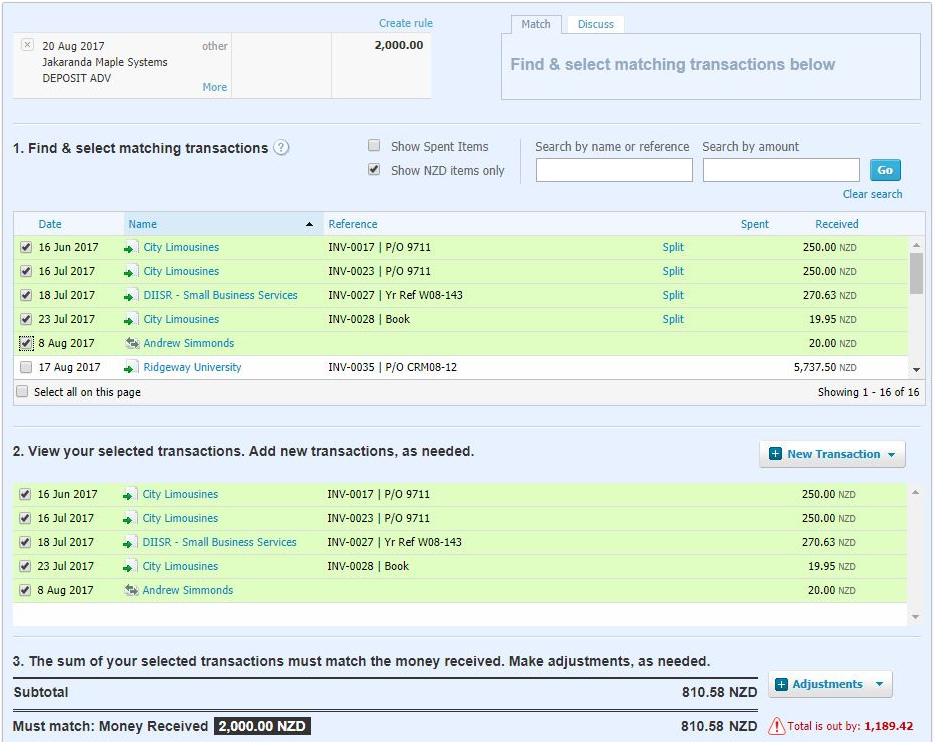 Create rule
20 Aug 2017 other 2,000.00
Jakaranda Maple Systems
DEPOSIT ADV
More
Match Discuss
Find & select matching transactions below
1. Find & select matching transactions ?
Show Spent Items
Show NZD items only
Search by name or reference Search by amount
Go
Clear search
Date Name Reference Spent Received
16 Jun 2017 City Limousines INV-0017 | P/O 9711 Split 250.00 NZD
16 Jul 2017 City Limousines INV-0023 | P/O 9711 Split 250.00 NZD
18 Jul 2017 DIISR - Small Business Services INV-0027 | Yr Ref W08-143 Split 270.63 NZD
23 Jul 2017 City Limousines INV-0028 | Book Split 19.95 NZD
8 Aug 2017 Andrew Simmonds 20.00 NZD
17 Aug 2017 Ridgeway University INV-0035 | P/O CRM08-12 5,737.50 NZD
Select all on this page Showing 1 - 16 of 16
2. View your selected transactions. Add new transactions, as needed.
New Transaction
16 Jun 2017 City Limousines INV-0017 | P/O 9711 250.00 NZD
16 Jul 2017 City Limousines INV-0023 | P/O 9711 250.00 NZD
18 Jul 2017 DIISR - Small Business Services INV-0027 | Yr Ref W08-143 270.63 NZD
23 Jul 2017 City Limousines INV-0028 | Book 19.95 NZD
8 Aug 2017 Andrew Simmonds 20.00 NZD
3. The sum of your selected transactions must match the money received. Make adjustments, as needed.
Subtotal 810.58 NZD
Adjustments
Must match: Money Received 2,000.00 NZD 810.58 NZD
Total is out by: 1,189.42